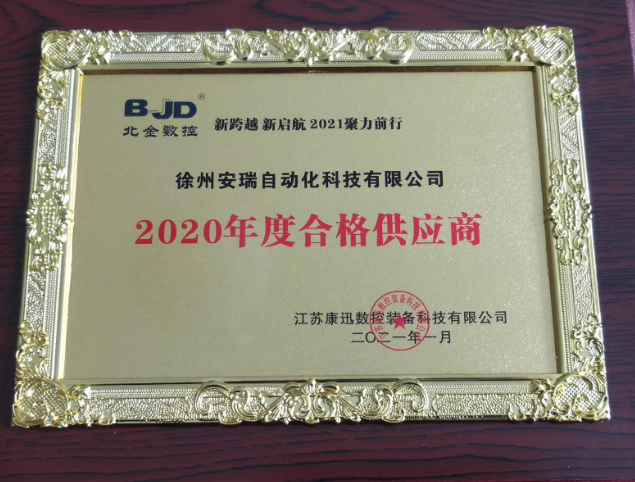 B-JD®
北金数控 新跨越 新启航 2021聚力前行
徐州安瑞自动化科技有限公司
2020年度合格供应商
江苏康迅数控装备科技有限公司
二〇二一年一月